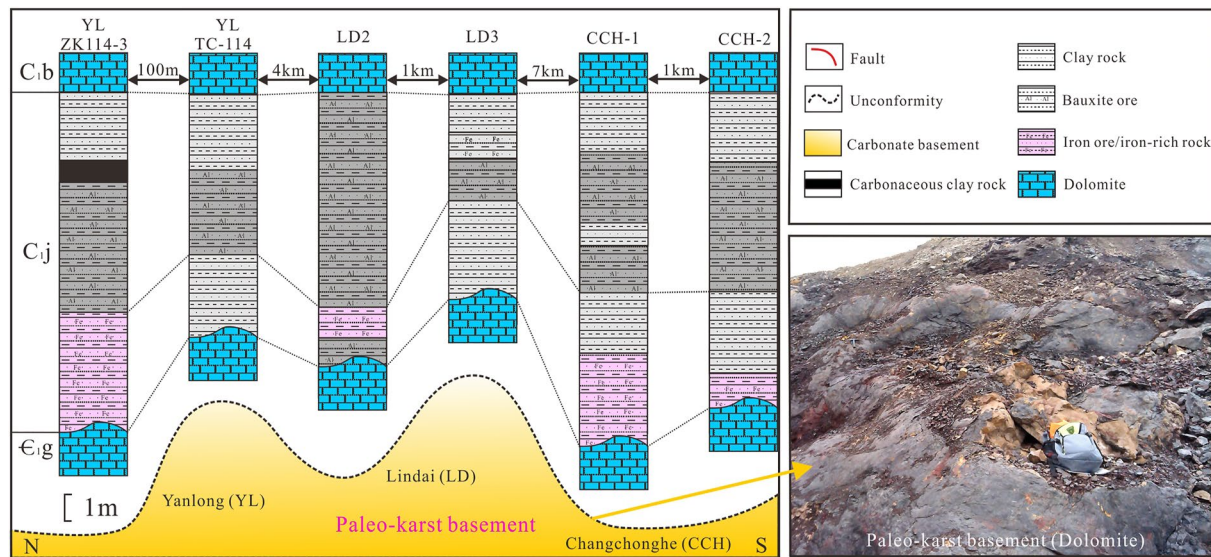 YL
ZK114-3
YL
TC-114
LD2
LD3
CCH-1
CCH-2
C₁b
100m
4km
1km
7km
1km
C₁j
Є₁g
1m
Yanlong (YL)
Lindai (LD)
Paleo-karst basement
Changchonghe (CCH)
N
S
Fault
Clay rock
Unconformity
Bauxite ore
Carbonate basement
Iron ore/iron-rich rock
Carbonaceous clay rock
Dolomite
Paleo-karst basement (Dolomite)